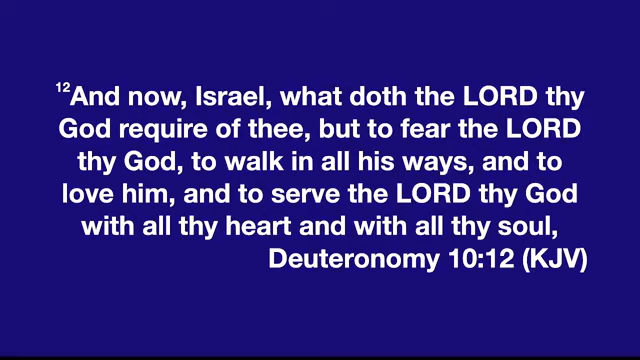 12And now, Israel, what doth the LORD thy
God require of thee, but to fear the LORD
thy God, to walk in all his ways, and to
love him, and to serve the LORD thy God
with all thy heart and with all thy soul,
Deuteronomy 10:12 (KJV)